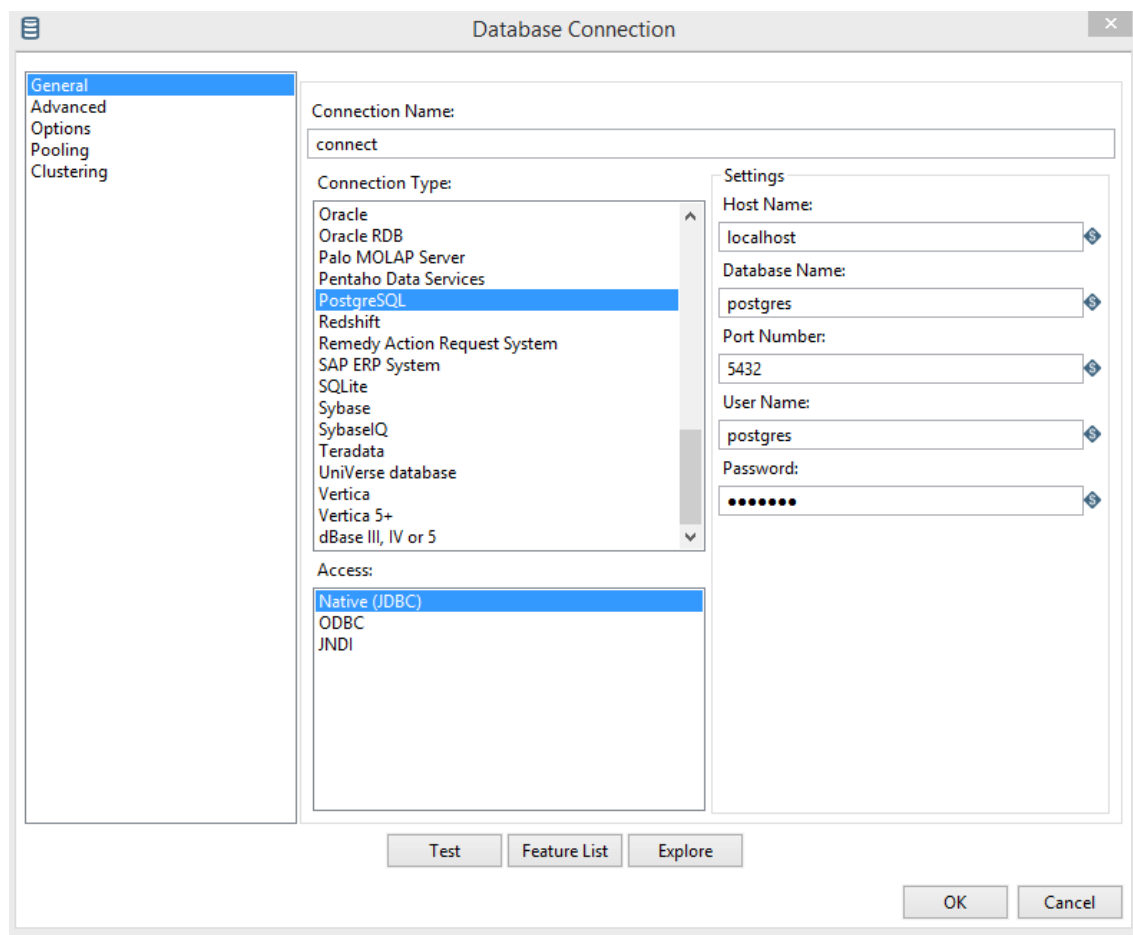 Database Connection
General
Advanced
Options
Pooling
Clustering
Connection Name:
connect
Connection Type:
Oracle
Oracle RDB
Palo MOLAP Server
Pentaho Data Services
PostgreSQL
Redshift
Remedy Action Request System
SAP ERP System
SQLite
Sybase
SybaseIQ
Teradata
UniVerse database
Vertica
Vertica 5+
dBase III, IV or 5
Access:
Native (JDBC)
ODBC
JNDI
Settings
Host Name:
localhost
Database Name:
postgres
Port Number:
5432
User Name:
postgres
Password:
●●●●●●●
Test
Feature List
Explore
OK
Cancel